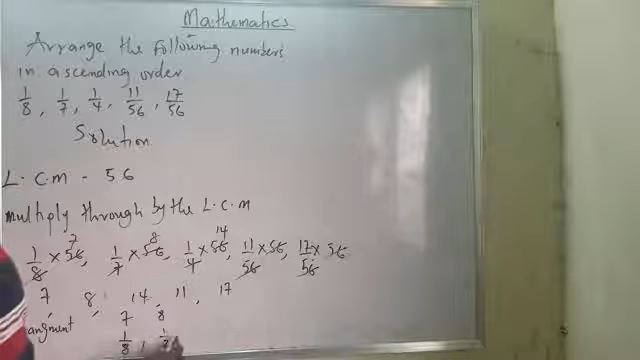 Mathematics
Arrange the following numbers
in ascending order
1/8, 1/7, 1/4, 11/56, 17/56
Solution
L.C.M - 56
multiply through by the L.C.M
7 8 14
1/8 × 56, 1/7 × 56, 1/4 × 56, 11/56 × 56, 17/56 × 56
7, 8, 14, 11, 17
7 8
1/8,